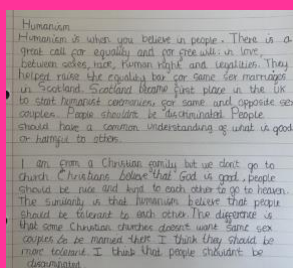 Humanism
Humanism is when you believe in people. There is a
great call for equality and for free will: in love,
between sexes, race, human right and legalities. They
helped raise the equality bar for same sex marriages
in Scotland. Scotland became first place in the UK
to start humanist ceremonies for same and opposite sex
couples. People shouldn't be discriminated. People
should have a common understanding of what is good
or harmful to others.
I am from a Christian family but we don't go to
church. Christians believe that God is good, people
should be nice and kind to each other to go to heaven.
The similarity is that humanism believe that people
should be tolerant to each other. The difference is
that some Christian churches doesn't want same sex
couples to be married there. I think they should be
more tolerant. I think that people shouldn't be
discriminated.